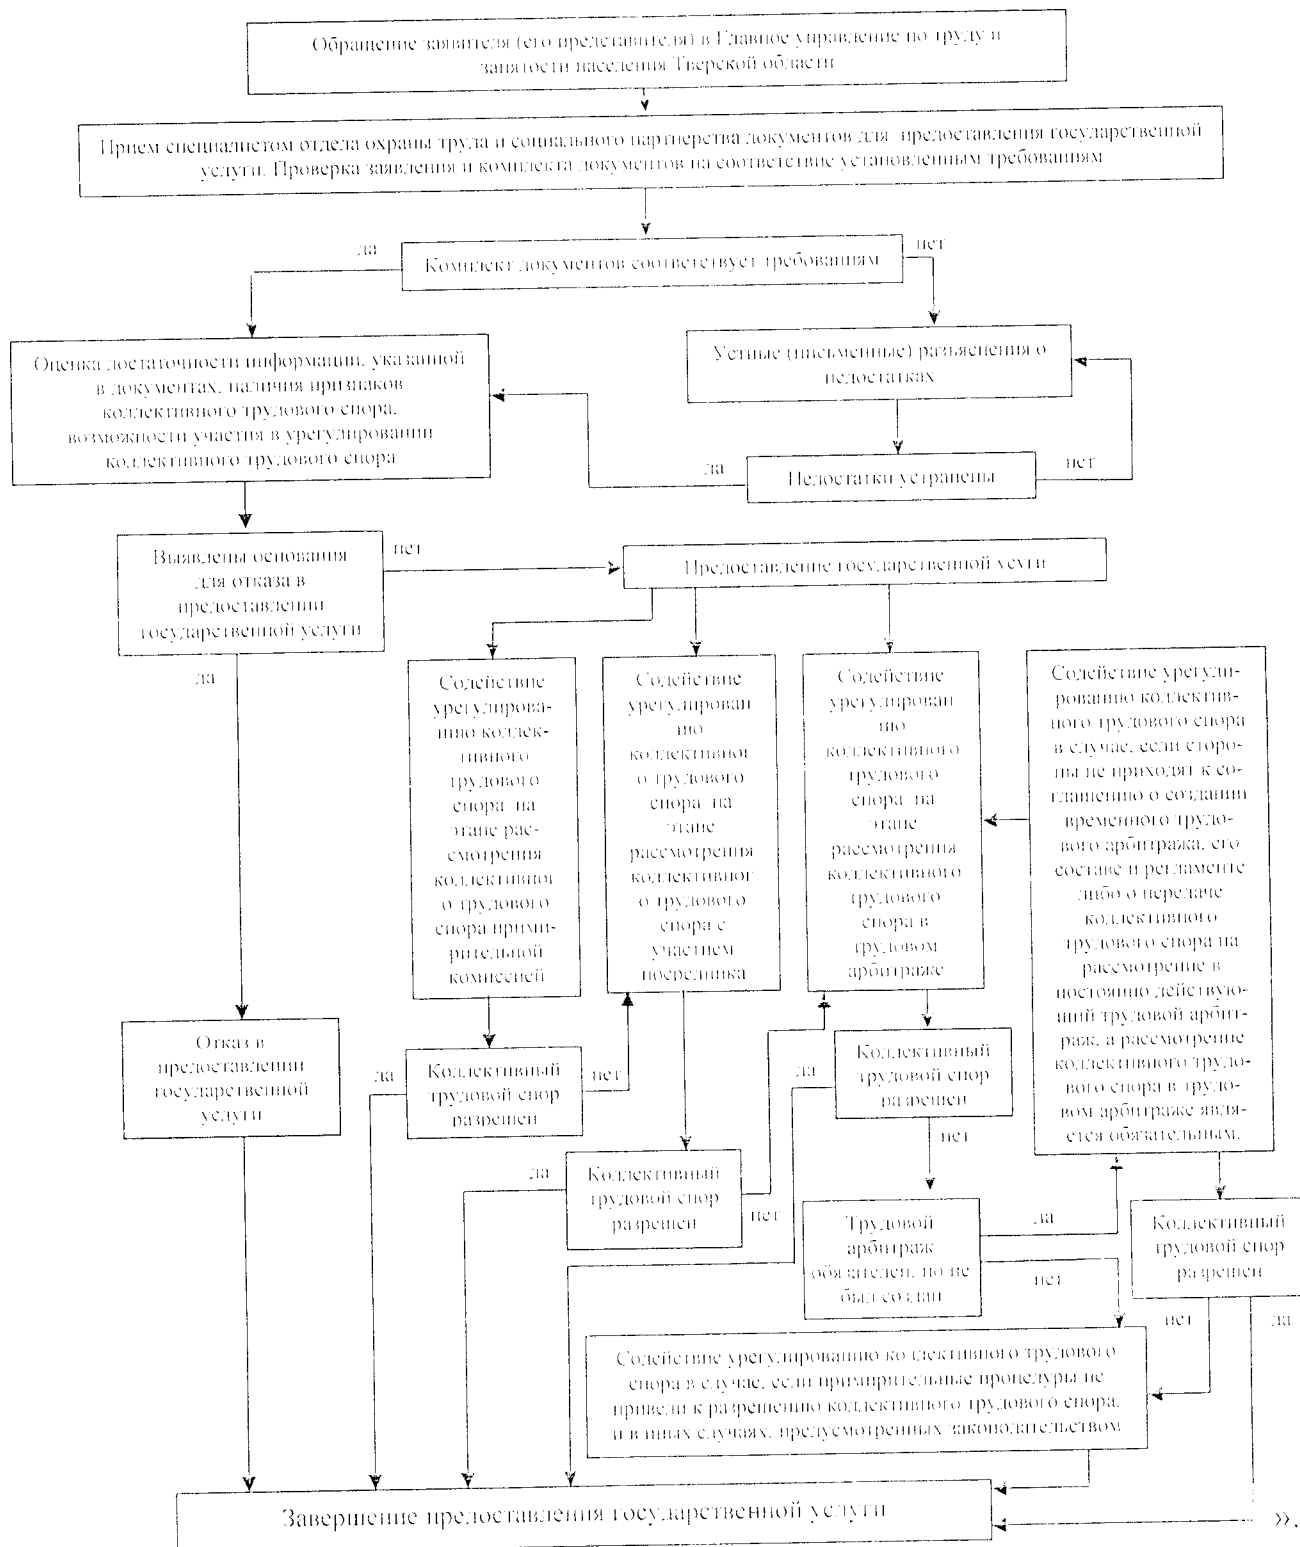 Обращение заявителя (его представителя) в Главное управление по труду и
занятости населения Тверской области
Прием специалистом отдела охраны труда и социального партнерства документов для предоставления государственной
услуги. Проверка заявления и комплекта документов на соответствие установленным требованиям
да
нет
Комплект документов соответствует требованиям
Оценка достаточности информации, указанной
в документах, наличия признаков
коллективного трудового спора,
возможности участия в урегулировании
коллективного трудового спора
Устные (письменные) разъяснения о
недостатках
да
нет
Недостатки устранены
Выявлены основания
для отказа в
предоставлении
государственной услуги
нет
да
Предоставление государственной усуги
Содействие
урегулирова-
нию коллек-
тивного
трудового
спора на
этапе рас-
смотрения
коллективног
о трудового
спора прими-
рительной
комиссией
Содействие
урегулирован
ию
коллективног
о трудового
спора на
этапе
рассмотрения
коллективног
о трудового
спора с
участием
посредника
Содействие
урегулирован
ию
коллективного
трудового
спора на
этапе
рассмотрения
коллективного
трудового
спора в
трудовом
арбитраже
Содействие урегули-
рованию коллектив-
ного трудового спора
в случае, если сторо-
ны не приходят к со-
глашению о создании
временного трудо-
вого арбитража, его
составе и регламенте
либо о передаче
коллективного
трудового спора на
рассмотрение в
постоянно действую-
щий трудовой арбит-
раж, а рассмотрение
коллективного трудо-
вого спора в трудо-
вом арбитраже явля-
ется обязательным.
Отказ в
предоставлении
государственной
услуги
да
Коллективный
трудовой спор
разрешен
нет
да
Коллективный
трудовой спор
разрешен
нет
да
Коллективный
трудовой спор
разрешен
нет
Трудовой
арбитраж
обязателен, но не
был создан
да
нет
Коллективный
трудовой спор
разрешен
нет
да
Содействие урегулированию коллективного трудового
спора в случае, если примирительные процедуры не
привели к разрешению коллективного трудового спора,
и в иных случаях, предусмотренных законодательством
Завершение предоставления государственной услуги
».